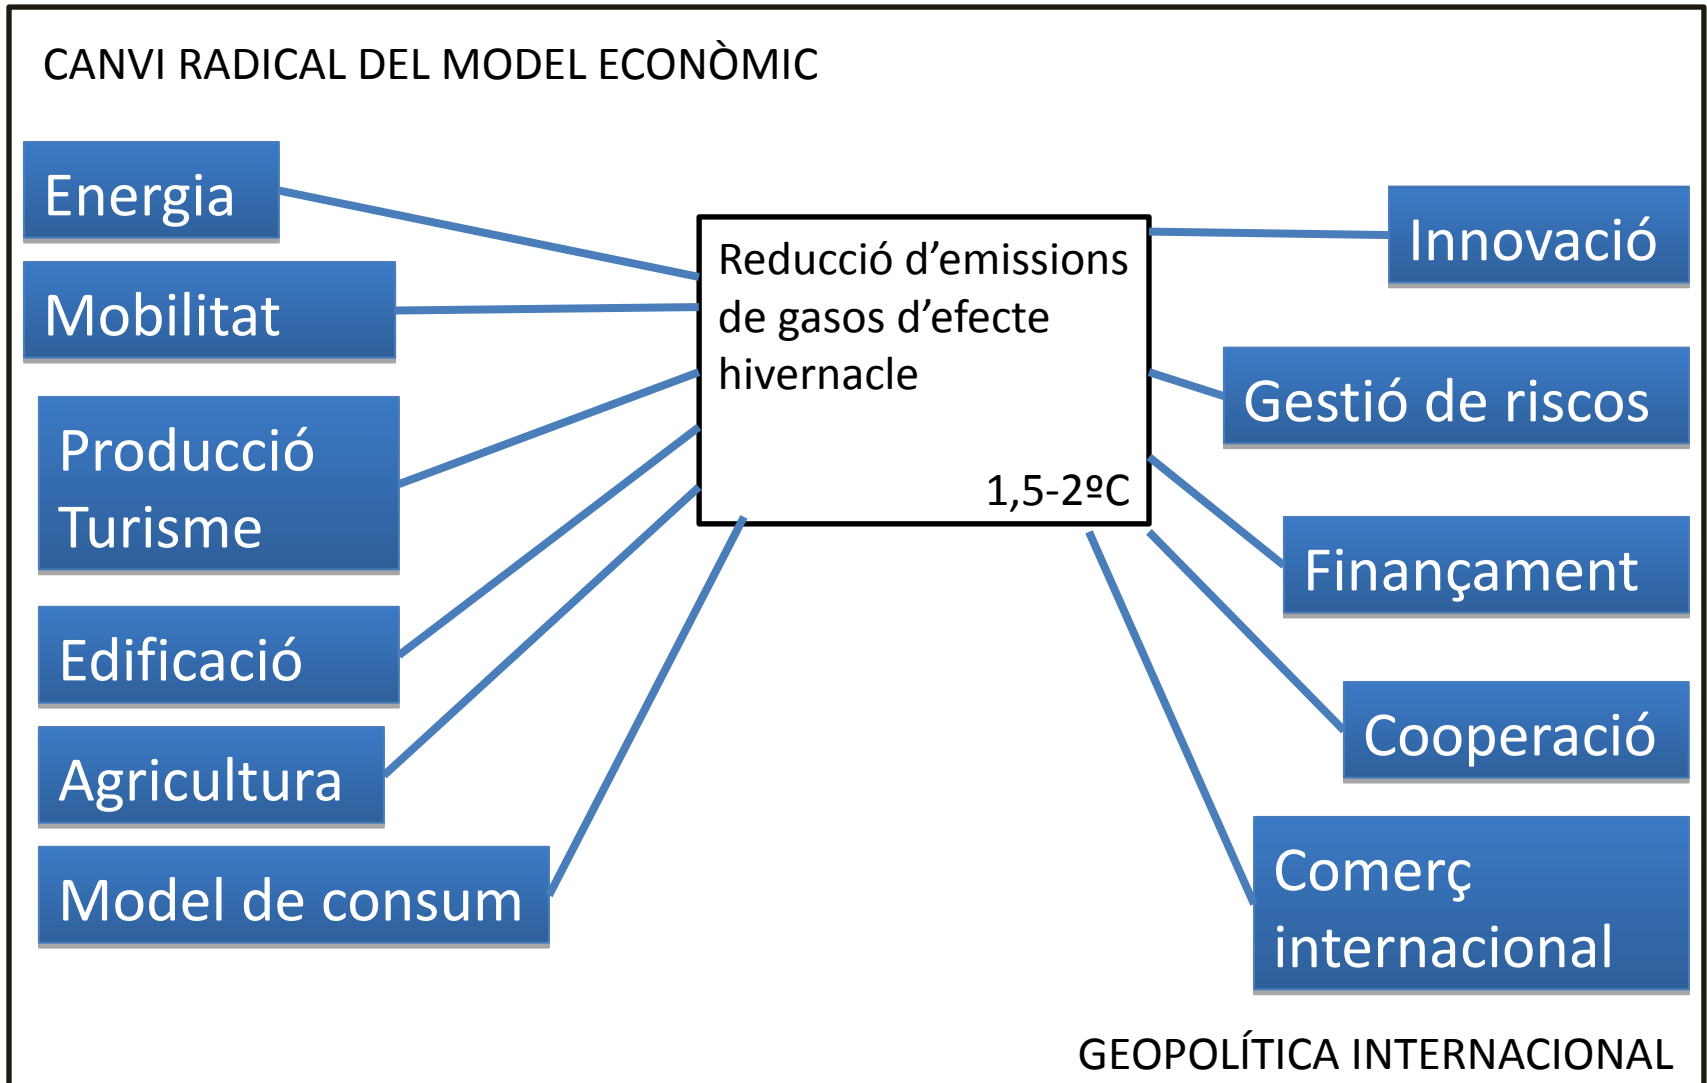 CANVI RADICAL DEL MODEL ECONÒMIC
Energia
Mobilitat
Producció
Turisme
Edificació
Agricultura
Model de consum
Reducció d’emissions
de gasos d’efecte
hivernacle
1,5-2ºC
Innovació
Gestió de riscos
Finançament
Cooperació
Comerç
internacional
GEOPOLÍTICA INTERNACIONAL